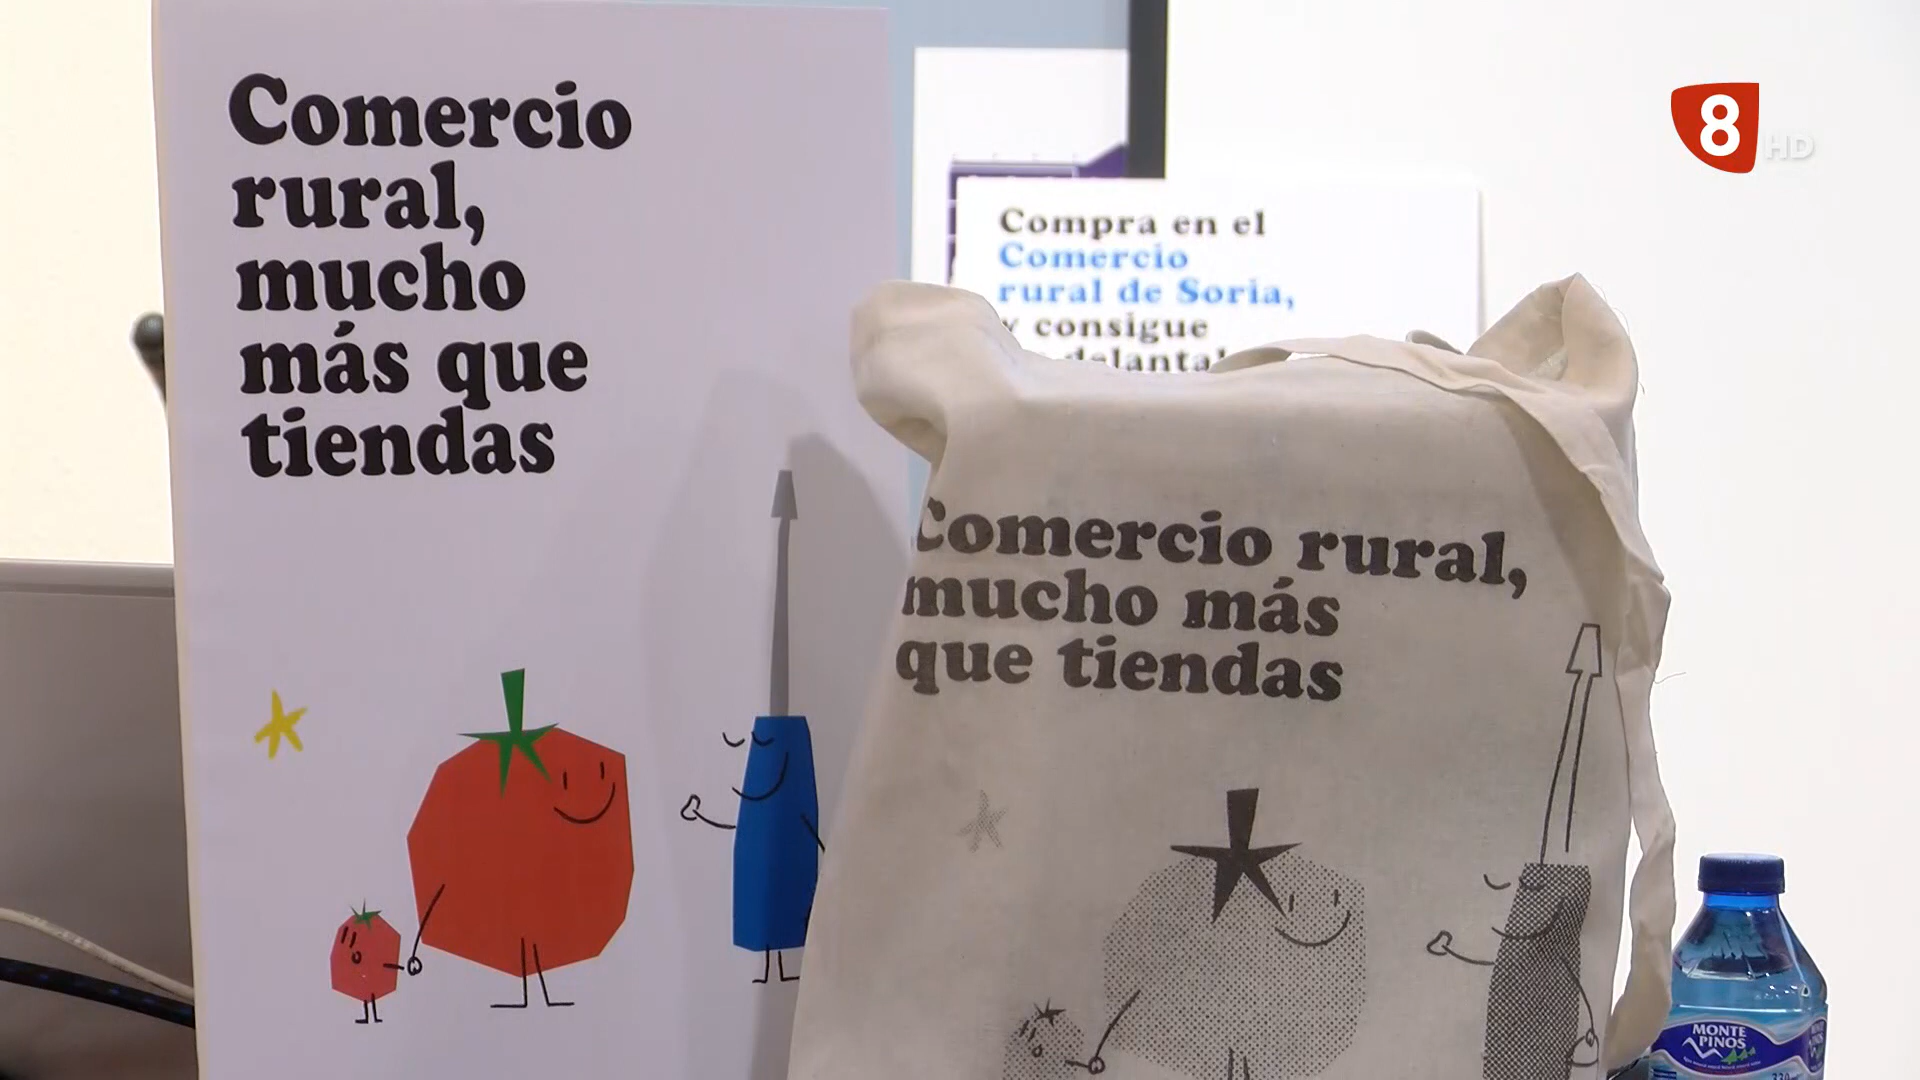 Comercio
rural,
mucho
más que
tiendas
8 HD
Compra en el
Comercio
rural de Soria,
y consigue
delantal
Comercio rural,
mucho más
que tiendas
MONTE
PINOS